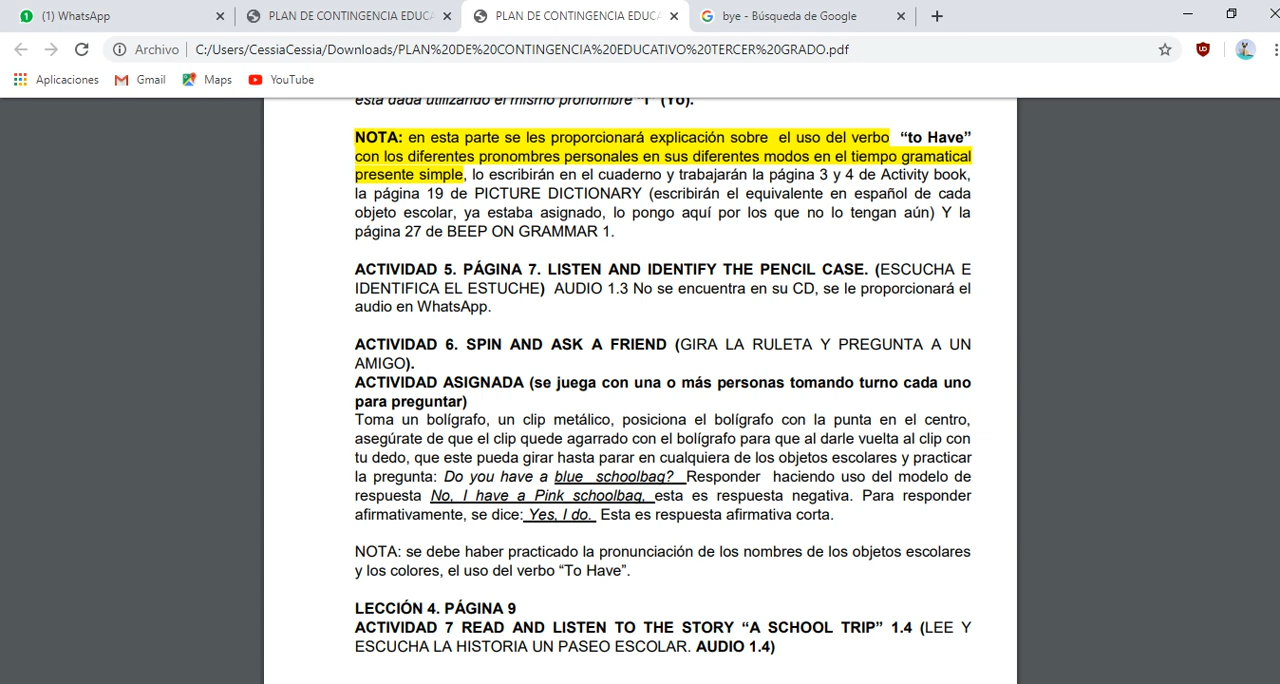 (1) WhatsApp
PLAN DE CONTINGENCIA EDUCA
PLAN DE CONTINGENCIA EDUCA
bye - Búsqueda de Google
Archivo
C:/Users/CessiaCessia/Downloads/PLAN%20DE%20CONTINGENCIA%20EDUCATIVO%20TERCER%20GRADO.pdf
Aplicaciones
Gmail
Maps
YouTube
está dada utilizando el mismo pronombre "I" (Yo).
NOTA: en esta parte se les proporcionará explicación sobre el uso del verbo “to Have”
con los diferentes pronombres personales en sus diferentes modos en el tiempo gramatical
presente simple, lo escribirán en el cuaderno y trabajarán la página 3 y 4 de Activity book,
la página 19 de PICTURE DICTIONARY (escribirán el equivalente en español de cada
objeto escolar, ya estaba asignado, lo pongo aquí por los que no lo tengan aún) Y la
página 27 de BEEP ON GRAMMAR 1.
ACTIVIDAD 5. PÁGINA 7. LISTEN AND IDENTIFY THE PENCIL CASE. (ESCUCHA E
IDENTIFICA EL ESTUCHE) AUDIO 1.3 No se encuentra en su CD, se le proporcionará el
audio en WhatsApp.
ACTIVIDAD 6. SPIN AND ASK A FRIEND (GIRA LA RULETA Y PREGUNTA A UN
AMIGO).
ACTIVIDAD ASIGNADA (se juega con una o más personas tomando turno cada uno
para preguntar)
Toma un bolígrafo, un clip metálico, posiciona el bolígrafo con la punta en el centro,
asegúrate de que el clip quede agarrado con el bolígrafo para que al darle vuelta al clip con
tu dedo, que este pueda girar hasta parar en cualquiera de los objetos escolares y practicar
la pregunta: Do you have a blue schoolbag? Responder haciendo uso del modelo de
respuesta No, I have a Pink schoolbag, esta es respuesta negativa. Para responder
afirmativamente, se dice: Yes, I do. Esta es respuesta afirmativa corta.
NOTA: se debe haber practicado la pronunciación de los nombres de los objetos escolares
y los colores, el uso del verbo “To Have”.
LECCIÓN 4. PÁGINA 9
ACTIVIDAD 7 READ AND LISTEN TO THE STORY “A SCHOOL TRIP” 1.4 (LEE Y
ESCUCHA LA HISTORIA UN PASEO ESCOLAR. AUDIO 1.4)